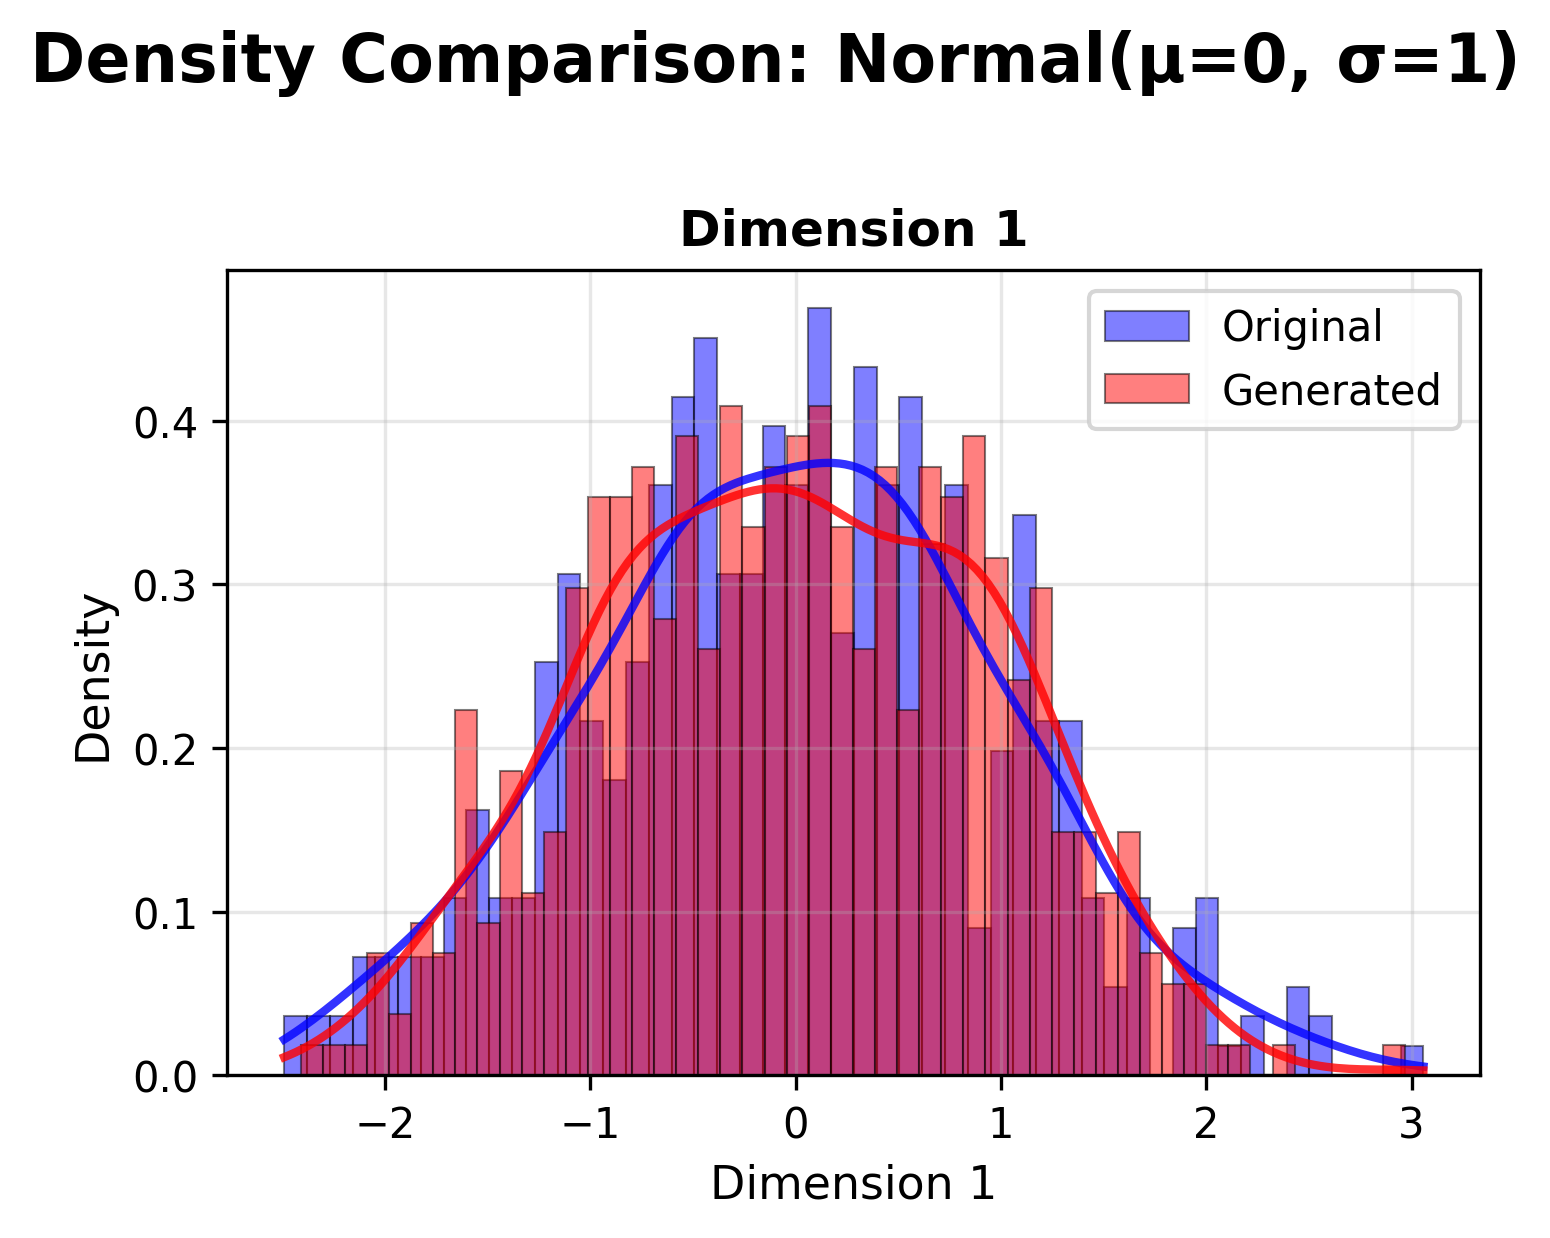 Density Comparison: Normal(μ=0, σ=1)
Dimension 1
Original
Generated
Density
0.4
0.3
0.2
0.1
0.0
−2 −1 0 1 2 3
Dimension 1